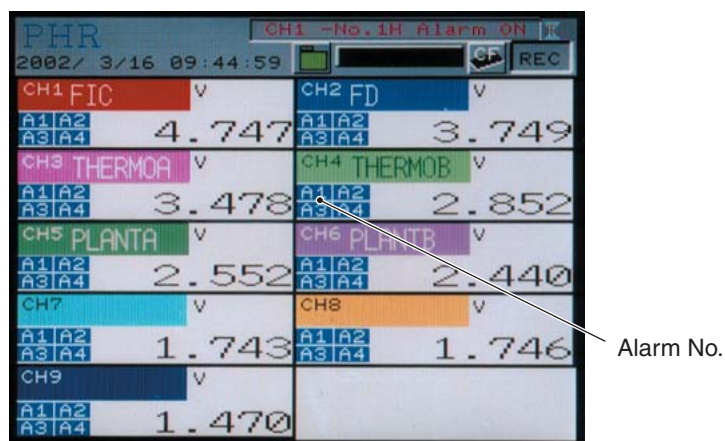 PHR
CH1 -No.1H Alarm ON
2002/ 3/16 09:44:59
CF REC
CH1 FIC V
A1 A2
A3 A4
4.747
CH2 FD V
A1 A2
A3 A4
3.749
CH3 THERMOA V
A1 A2
A3 A4
3.478
CH4 THERMOB V
A1 A2
A3 A4
2.852
CH5 PLANTA V
A1 A2
A3 A4
2.552
CH6 PLANTB V
A1 A2
A3 A4
2.440
CH7 V
A1 A2
A3 A4
1.743
CH8 V
A1 A2
A3 A4
1.746
CH9 V
A1 A2
A3 A4
1.470
Alarm No.